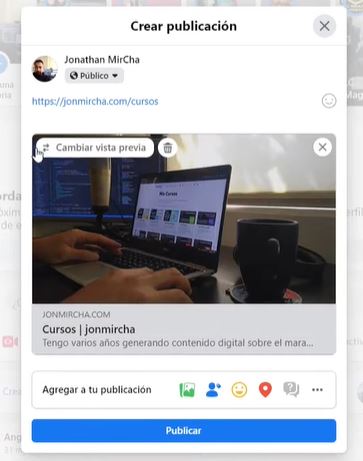 Crear publicación
Jonathan MirCha
Público
https://jonmircha.com/cursos
Cambiar vista previa
Mis Cursos
JONMIRCHA.COM
Cursos | jonmircha
Tengo varios años generando contenido digital sobre el mara...
Agregar a tu publicación
Publicar